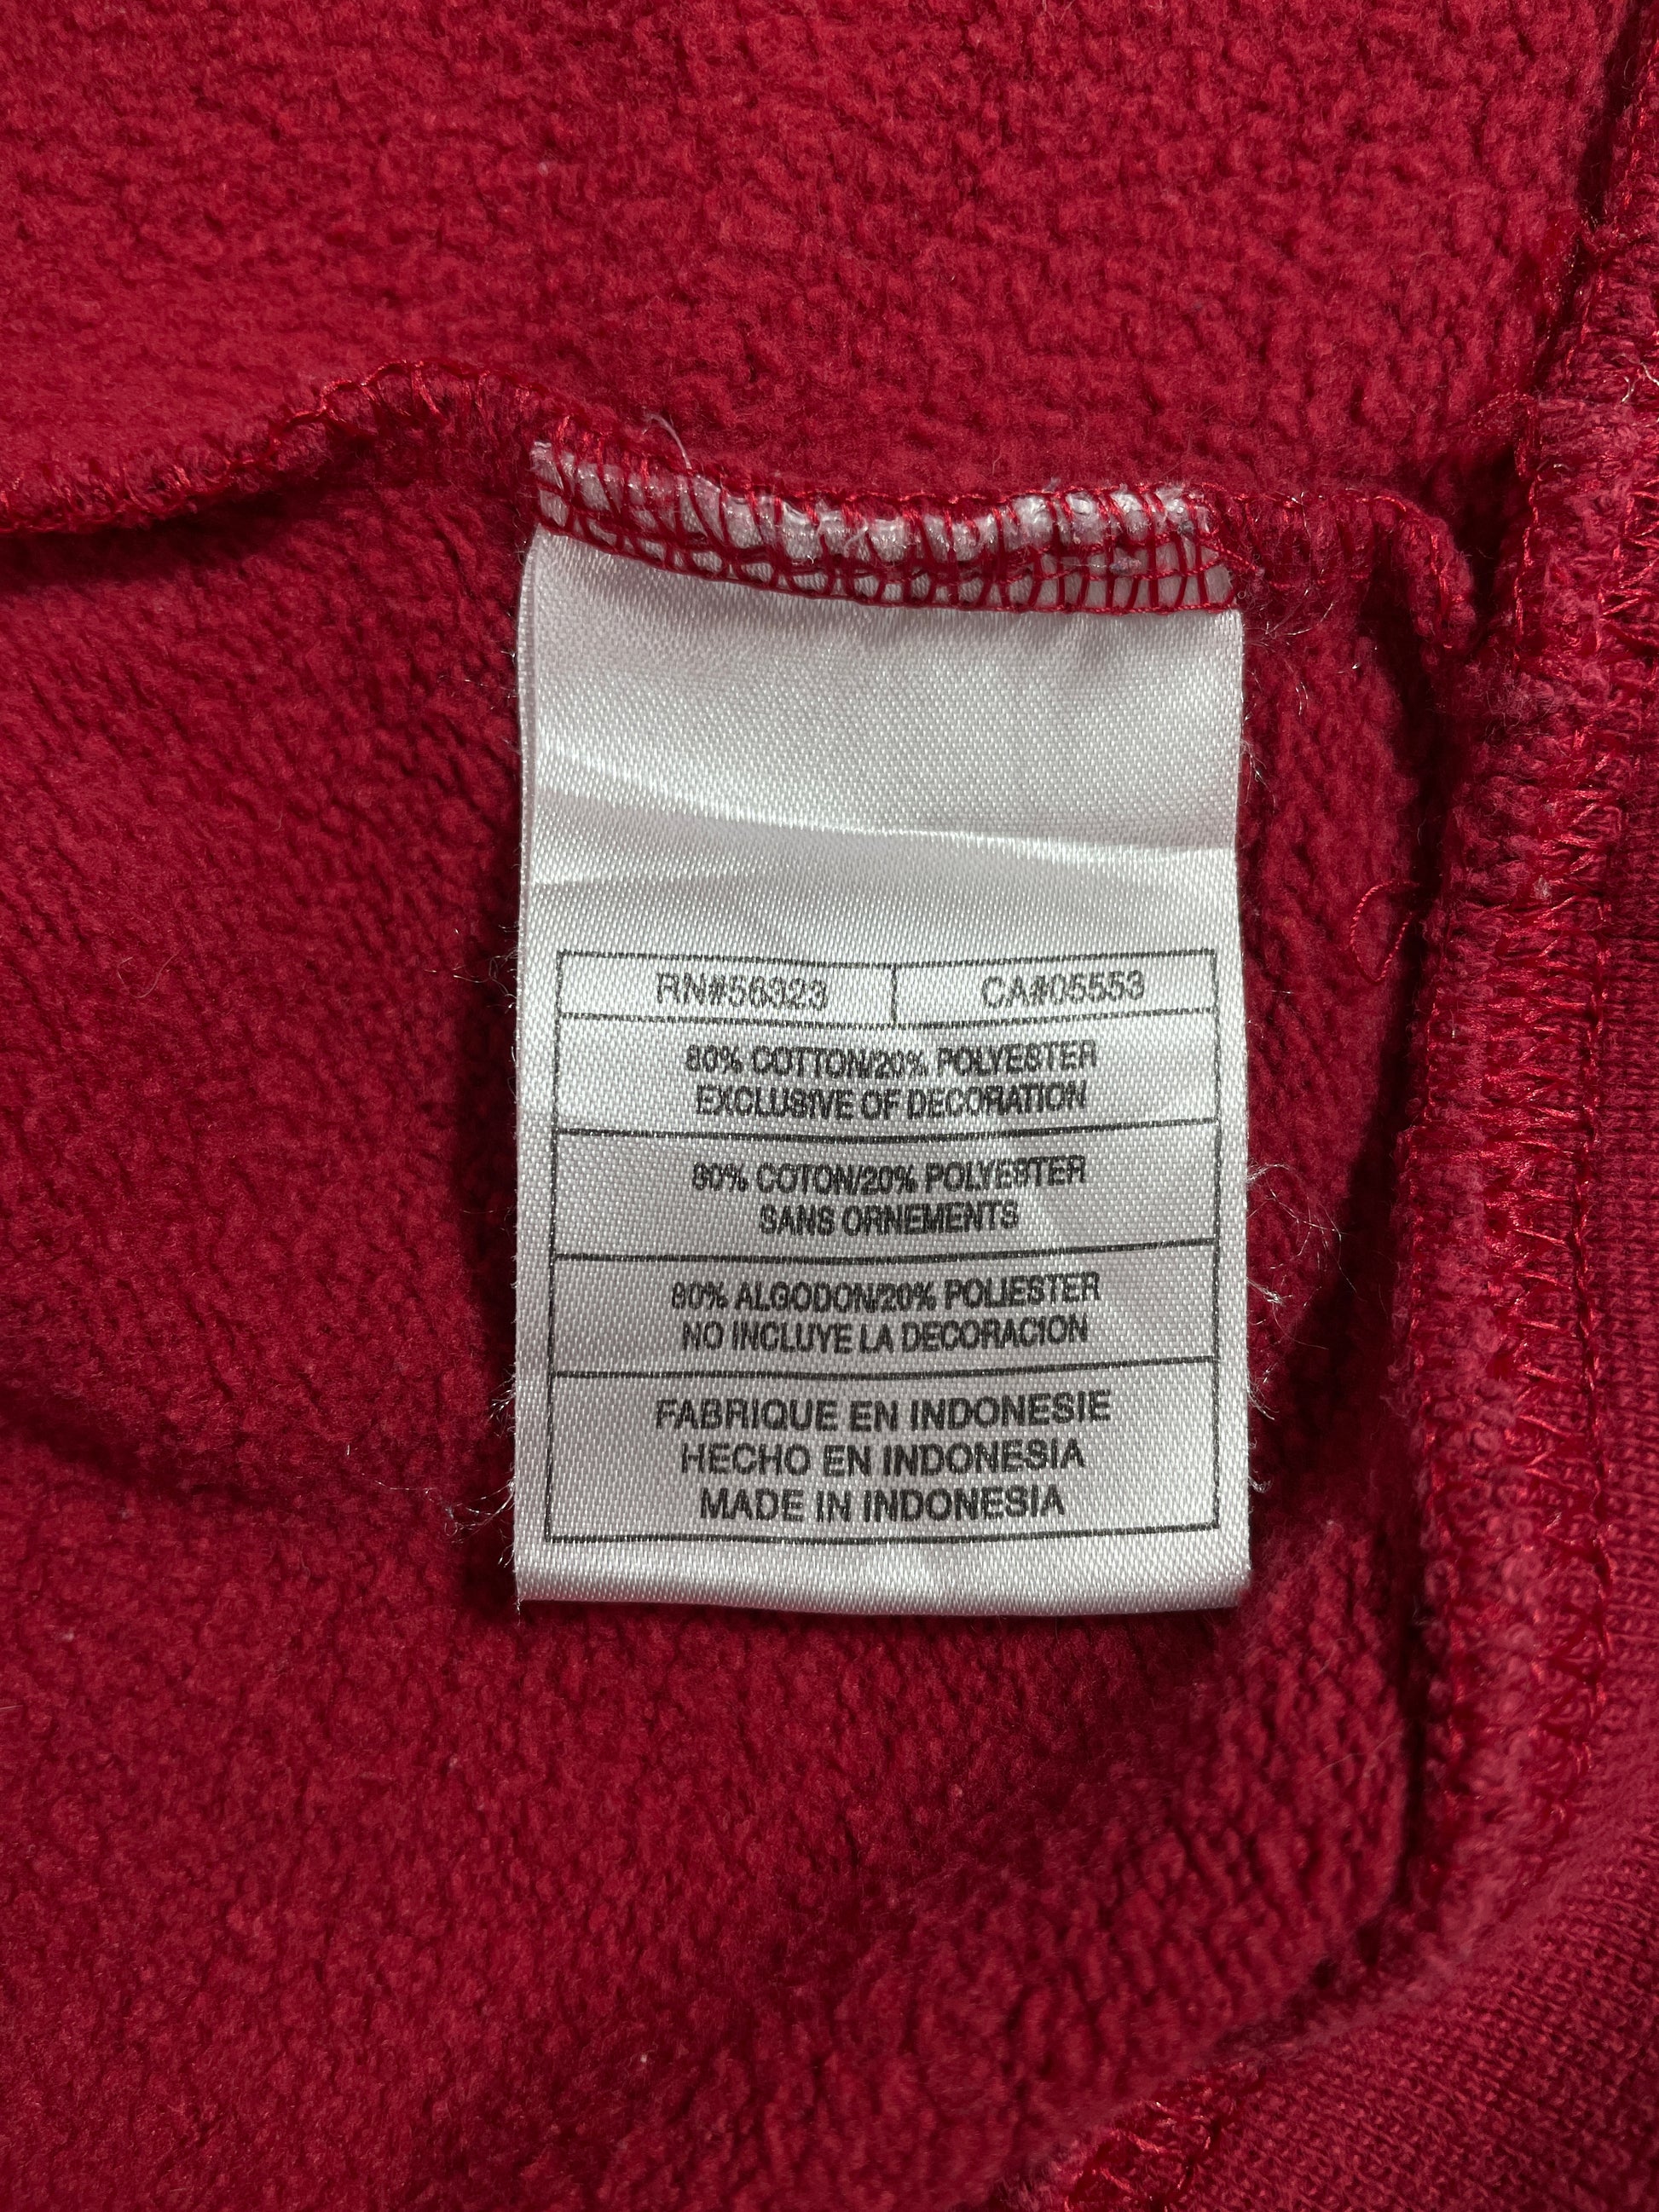 RN#56323 CA#05553
80% COTTON/20% POLYESTER
EXCLUSIVE OF DECORATION
80% COTON/20% POLYESTER
SANS ORNEMENTS
80% ALGODON/20% POLIESTER
NO INCLUYE LA DECORACION
FABRIQUE EN INDONESIE
HECHO EN INDONESIA
MADE IN INDONESIA